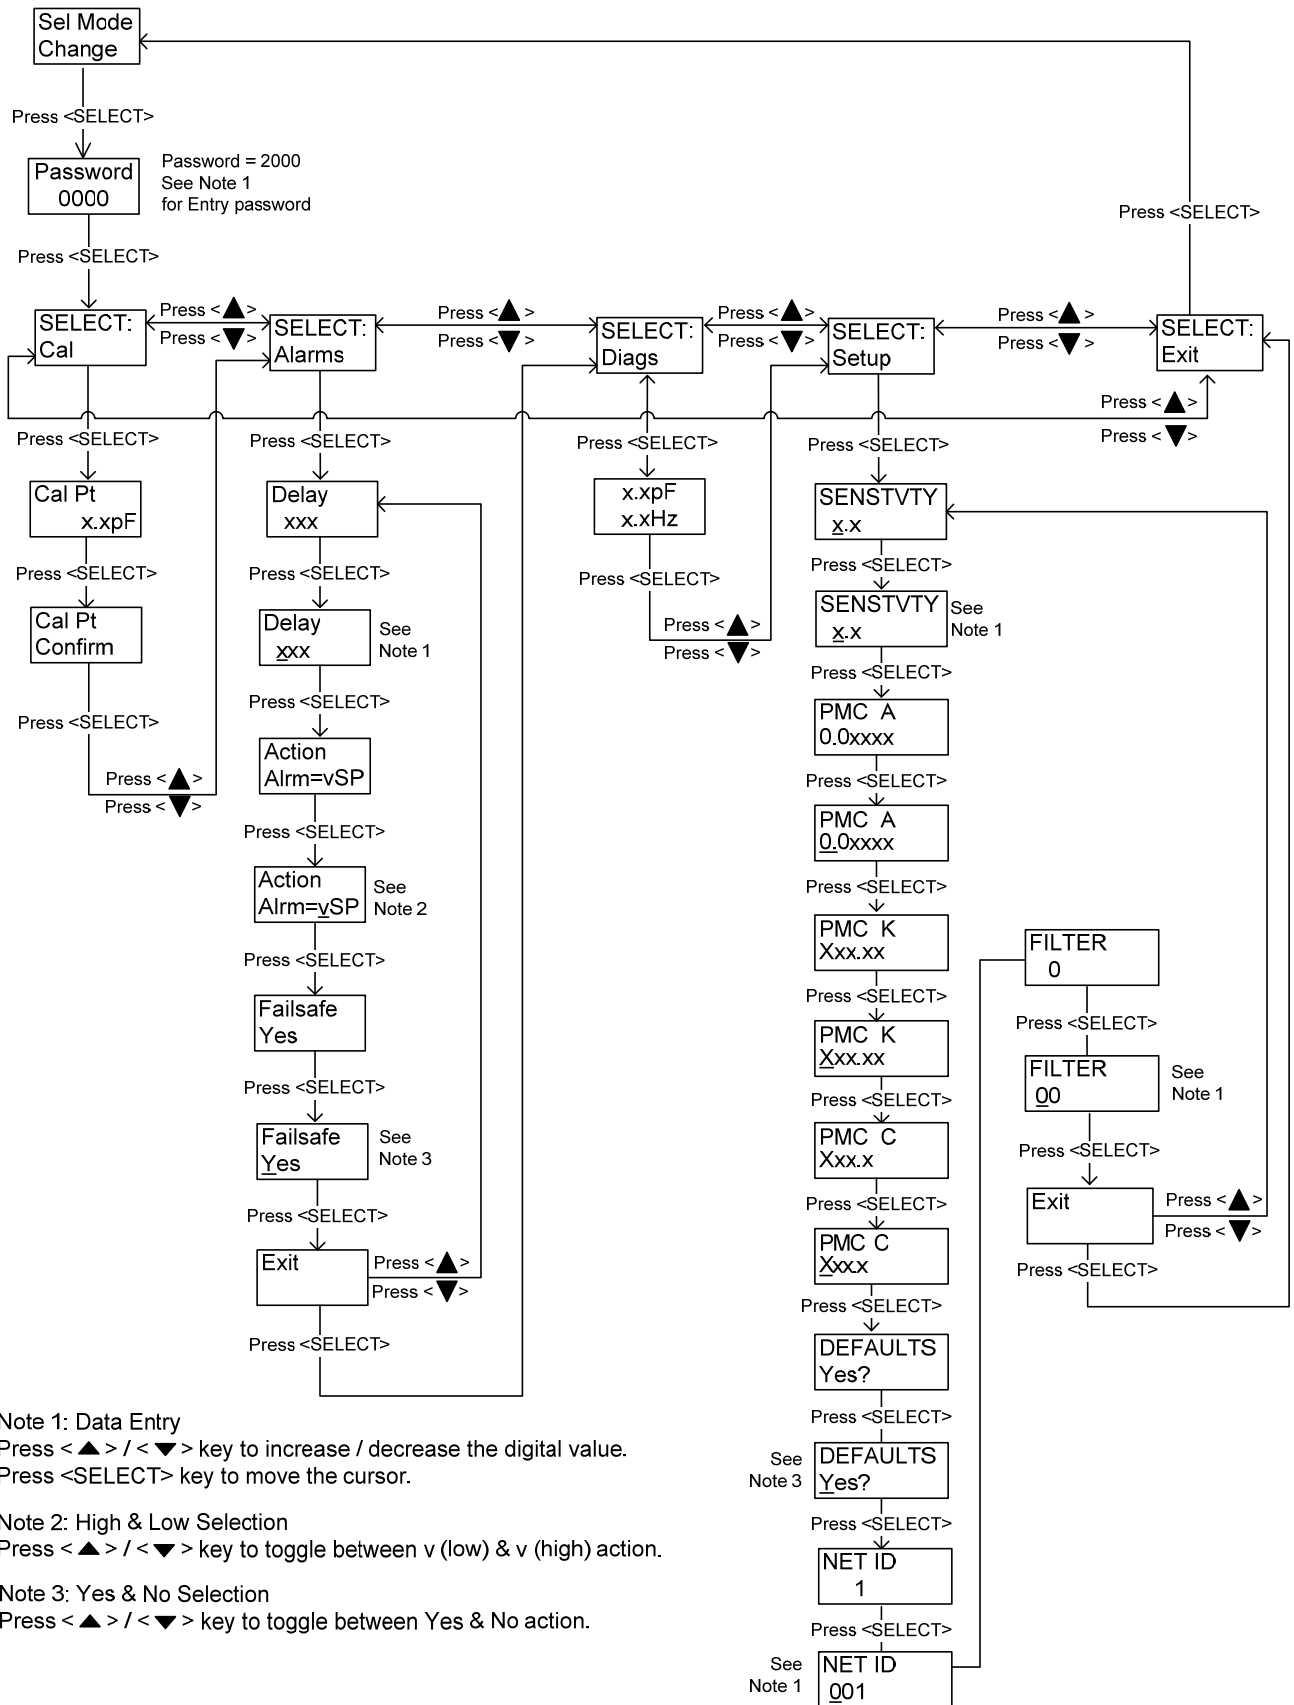 Sel Mode
Change
Press <SELECT>
Password
0000
Password = 2000
See Note 1
for Entry password
Press <SELECT>
Press <SELECT>
SELECT:
Cal
Press <▲>
Press <▼>
SELECT:
Alarms
Press <▲>
Press <▼>
SELECT:
Diags
Press <▲>
Press <▼>
SELECT:
Setup
Press <▲>
Press <▼>
SELECT:
Exit
Press <▲>
Press <▼>
Press <SELECT>
Cal Pt
x.xpF
Press <SELECT>
Cal Pt
Confirm
Press <SELECT>
Press <▲>
Press <▼>
Press <SELECT>
Delay
xxx
Press <SELECT>
Delay
xxx
See
Note 1
Press <SELECT>
Action
Alrm=vSP
Press <SELECT>
Action
Alrm=vSP
See
Note 2
Press <SELECT>
Failsafe
Yes
Press <SELECT>
Failsafe
Yes
See
Note 3
Press <SELECT>
Exit
Press <▲>
Press <▼>
Press <SELECT>
Press <SELECT>
x.xpF
x.xHz
Press <SELECT>
Press <▲>
Press <▼>
Press <SELECT>
SENSTVTY
x.x
Press <SELECT>
SENSTVTY
x.x
See
Note 1
Press <SELECT>
PMC A
0.0xxxx
Press <SELECT>
PMC A
0.0xxxx
Press <SELECT>
PMC K
Xxx.xx
Press <SELECT>
PMC K
Xxx.xx
Press <SELECT>
PMC C
Xxx.x
Press <SELECT>
PMC C
Xxx.x
Press <SELECT>
DEFAULTS
Yes?
Press <SELECT>
See
Note 3
DEFAULTS
Yes?
Press <SELECT>
NET ID
1
Press <SELECT>
See
Note 1
NET ID
001
FILTER
0
Press <SELECT>
FILTER
00
See
Note 1
Press <SELECT>
Exit
Press <▲>
Press <▼>
Press <SELECT>
Note 1: Data Entry
Press < ▲ > / < ▼ > key to increase / decrease the digital value.
Press <SELECT> key to move the cursor.
Note 2: High & Low Selection
Press < ▲ > / < ▼ > key to toggle between v (low) & v (high) action.
Note 3: Yes & No Selection
Press < ▲ > / < ▼ > key to toggle between Yes & No action.